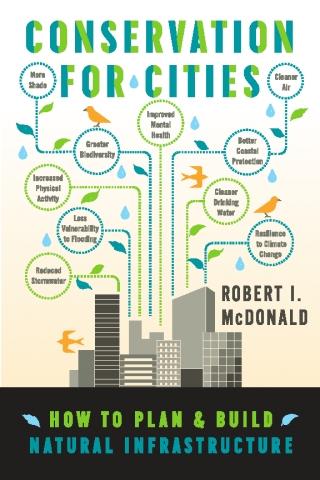 CONSERVATION
FOR CITIES
More
Shade
Cleaner
Air
Improved
Mental
Health
Greater
Biodiversity
Better
Coastal
Protection
Increased
Physical
Activity
Cleaner
Drinking
Water
Less
Vulnerability
to Flooding
Resilience
to Climate
Change
Reduced
Stormwater
ROBERT I.
McDONALD
HOW TO PLAN & BUILD
NATURAL INFRASTRUCTURE